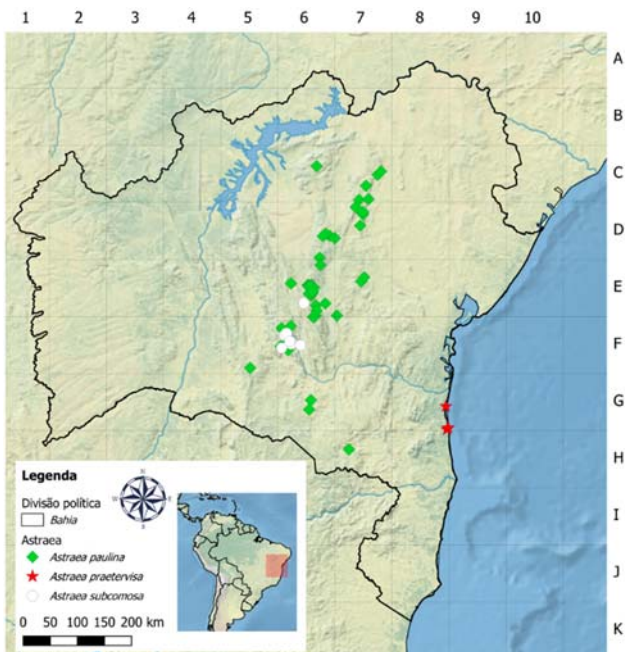 1 2 3 4 5 6 7 8 9 10
A
B
C
D
E
F
G
H
I
J
K
Legenda
N
Divisão política
Bahia
Astraea
Astraea paulina
Astraea praetervisa
Astraea subcomosa
0 50 100 150 200 km